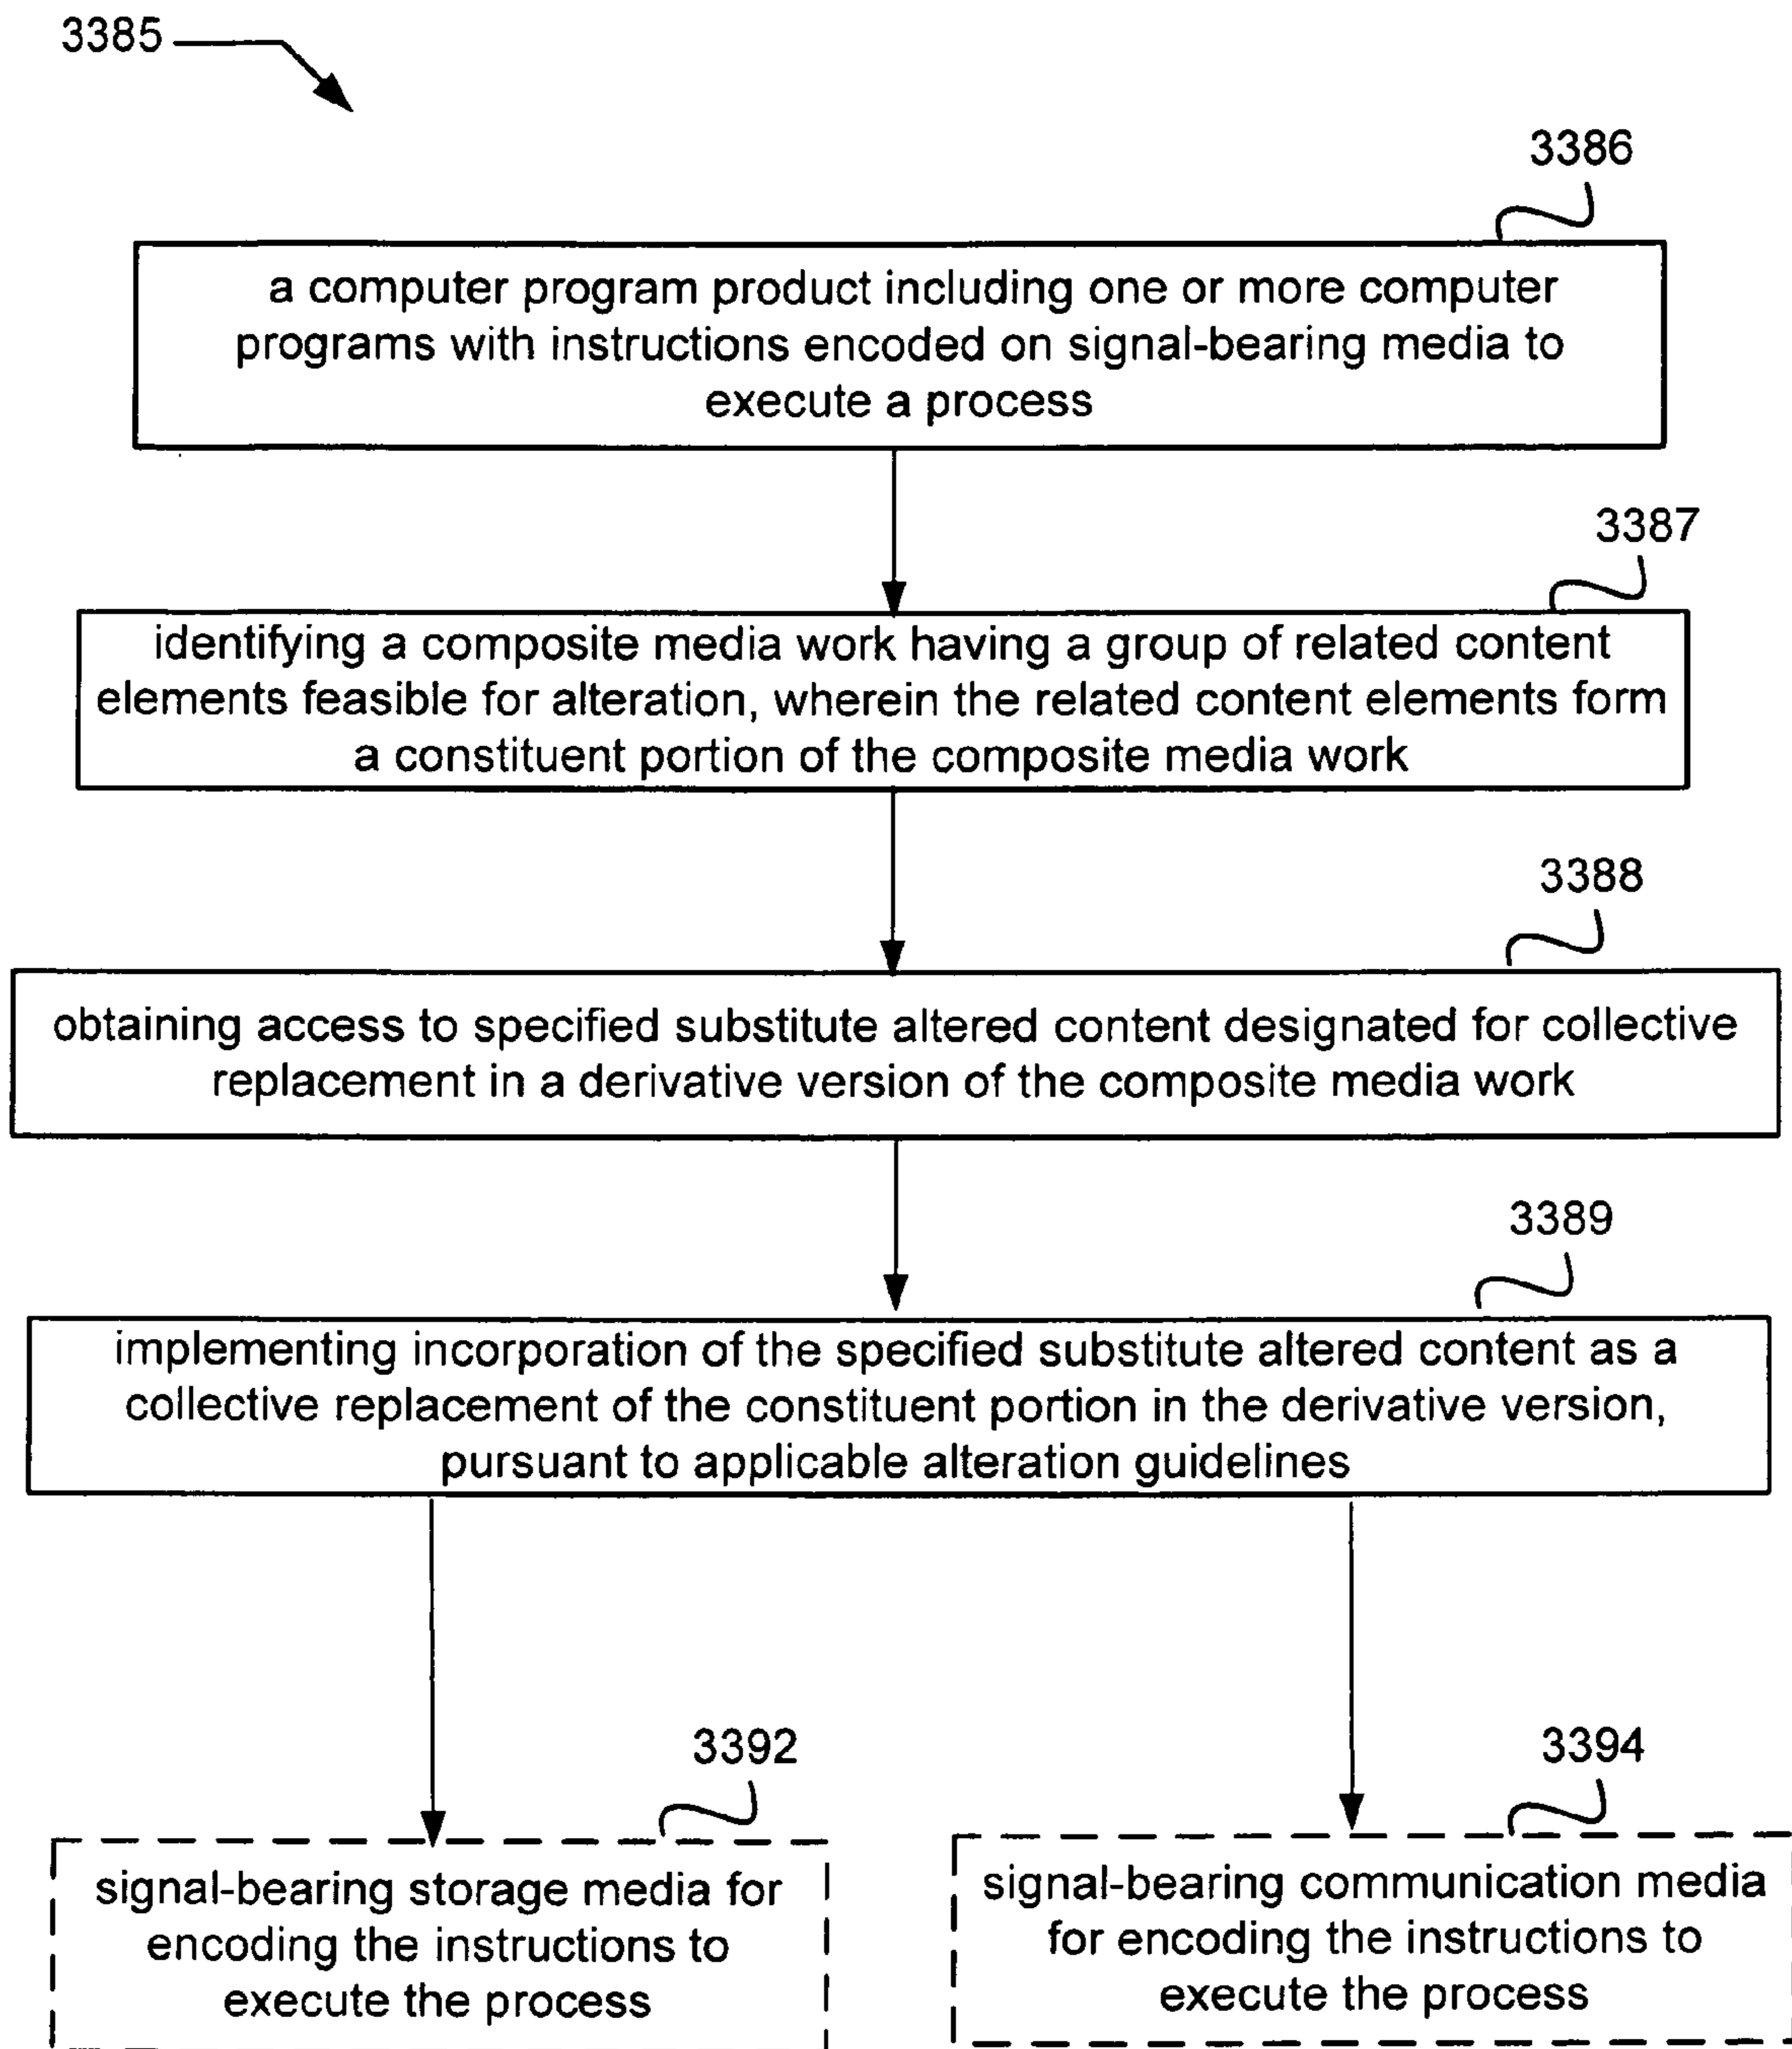 3385
3386
a computer program product including one or more computer
programs with instructions encoded on signal-bearing media to
execute a process
3387
identifying a composite media work having a group of related content
elements feasible for alteration, wherein the related content elements form
a constituent portion of the composite media work
3388
obtaining access to specified substitute altered content designated for collective
replacement in a derivative version of the composite media work
3389
implementing incorporation of the specified substitute altered content as a
collective replacement of the constituent portion in the derivative version,
pursuant to applicable alteration guidelines
3392
signal-bearing storage media for
encoding the instructions to
execute the process
3394
signal-bearing communication media
for encoding the instructions to
execute the process